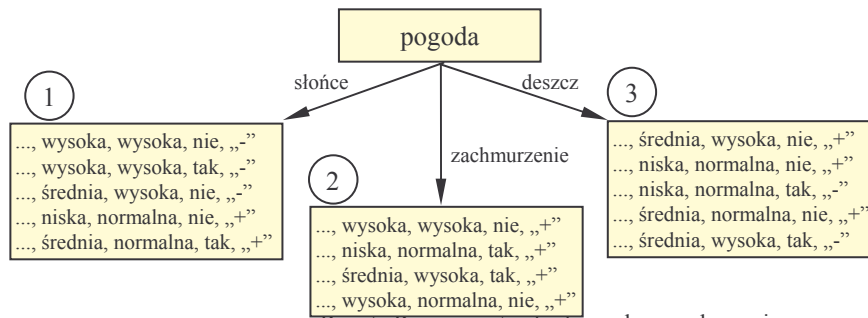 pogoda
słońce
deszcz
zachmurzenie
1
..., wysoka, wysoka, nie, „-”
..., wysoka, wysoka, tak, „-”
..., średnia, wysoka, nie, „-”
..., niska, normalna, nie, „+”
..., średnia, normalna, tak, „+”
2
..., wysoka, wysoka, nie, „+”
..., niska, normalna, tak, „+”
..., średnia, wysoka, tak, „+”
..., wysoka, normalna, nie, „+”
3
..., średnia, wysoka, nie, „+”
..., niska, normalna, nie, „+”
..., niska, normalna, tak, „-”
..., średnia, normalna, nie, „+”
..., średnia, wysoka, tak, „-”